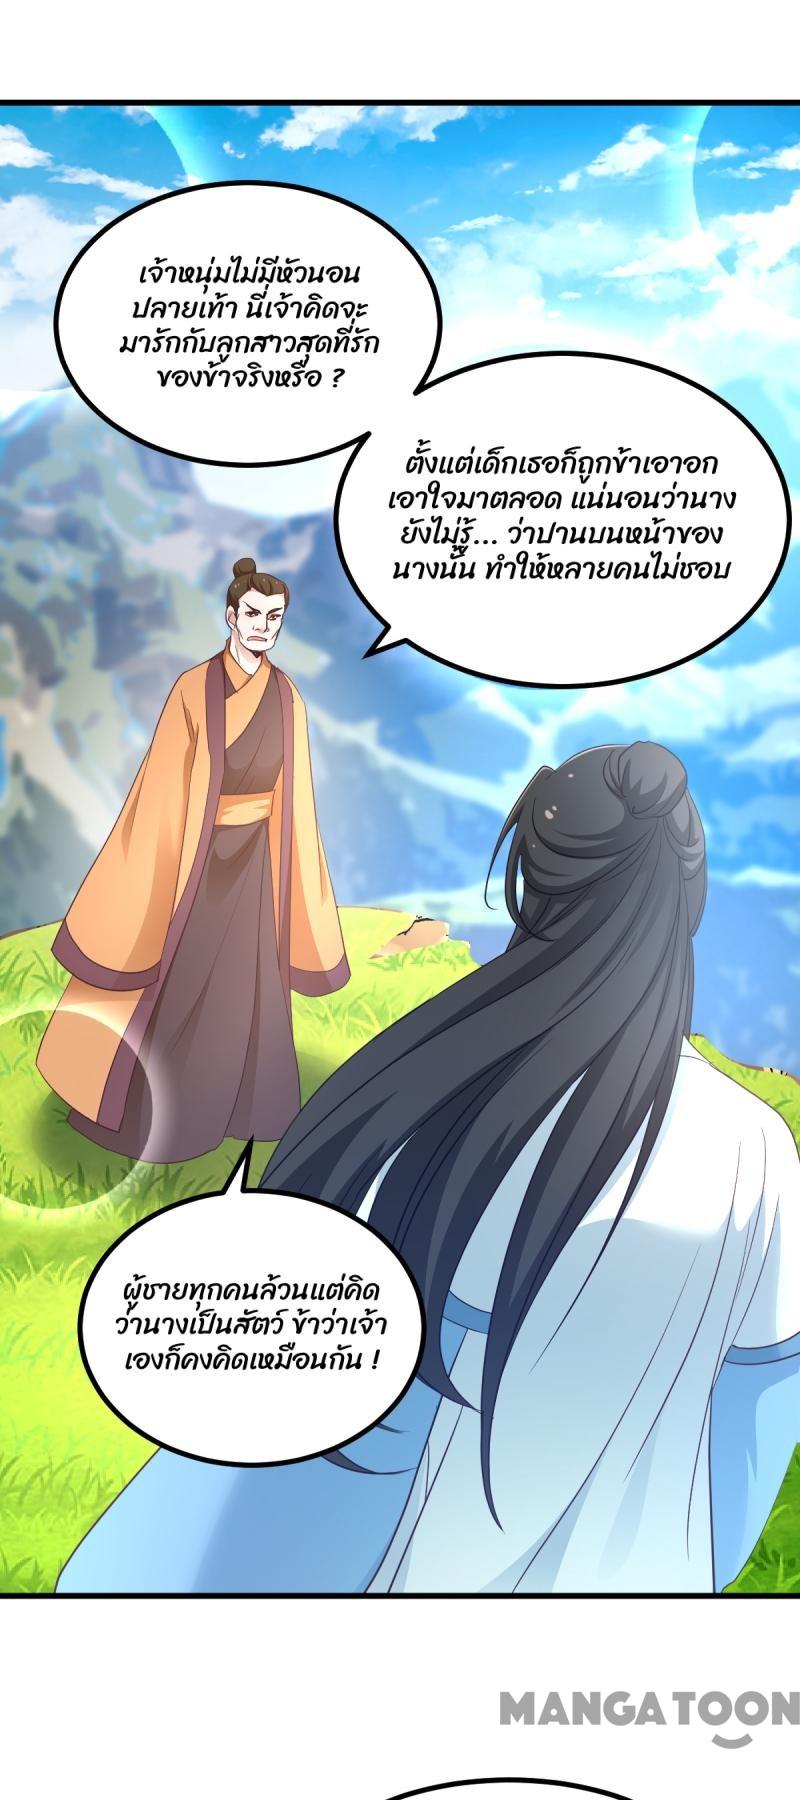 เจ้าหนุ่มไม่มีหัวนอน
ปลายเท้า นี่เจ้าคิดจะ
มารักกับลูกสาวสุดที่รัก
ของข้าจริงหรือ ?
ตั้งแต่เด็กเธอก็ถูกข้าเอาอก
เอาใจมาตลอด แน่นอนว่านาง
ยังไม่รู้... ว่าปานบนหน้าของ
นางนั้น ทำให้หลายคนไม่ชอบ
ผู้ชายทุกคนล้วนแต่คิด
ว่านางเป็นสัตว์ ข้าว่าเจ้า
เองก็คงคิดเหมือนกัน !
MANGATOON